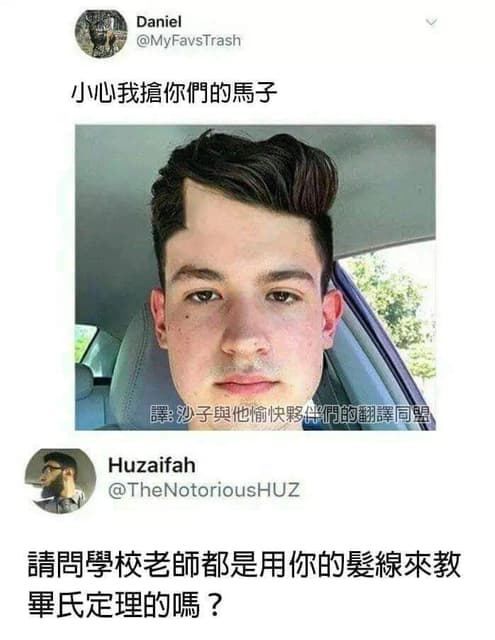 Daniel
@MyFavsTrash
小心我搶你們的馬子
譯: 沙子與他愉快夥伴們的翻譯同盟
Huzaifah
@TheNotoriousHUZ
請問學校老師都是用你的髮線來教
畢氏定理的嗎？